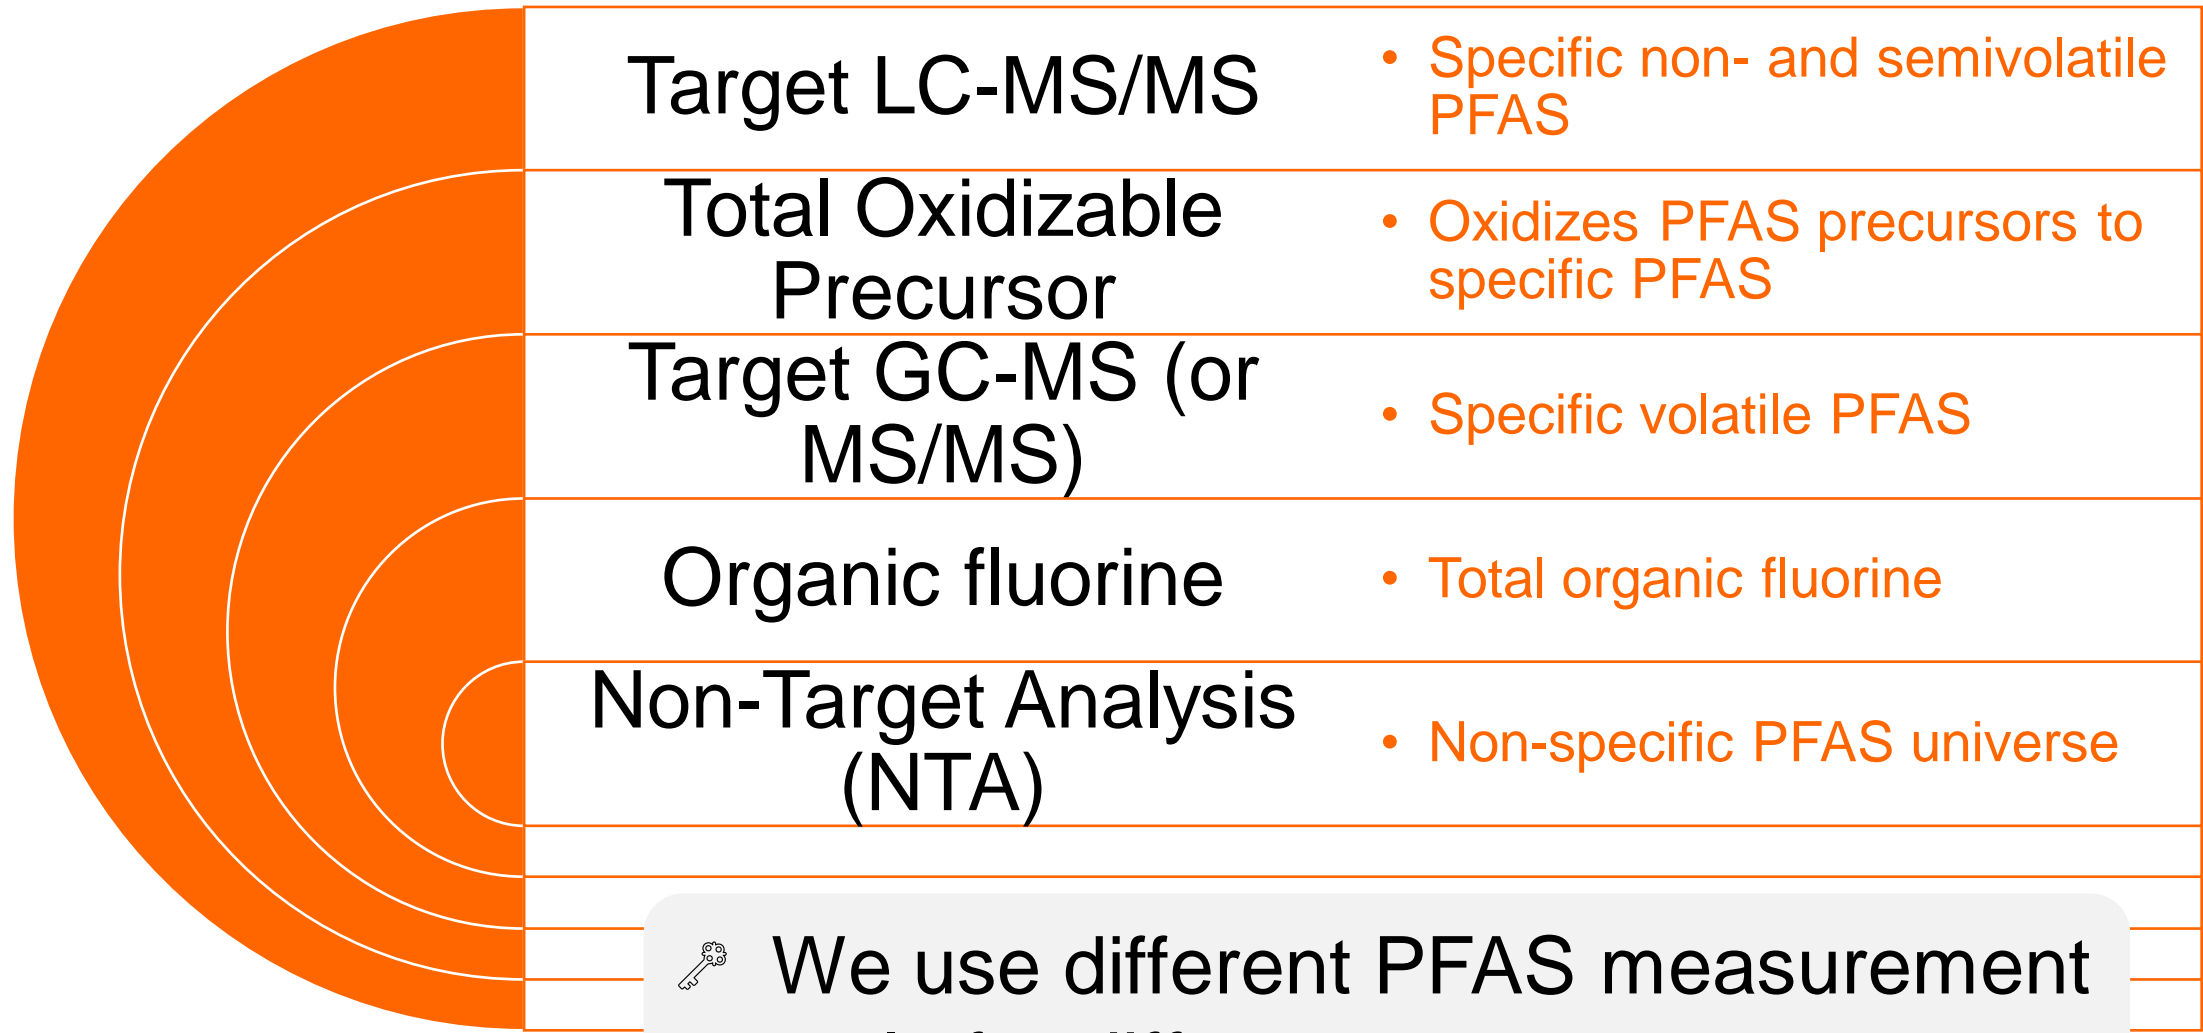 Target LC-MS/MS
• Specific non- and semivolatile
PFAS
Total Oxidizable
Precursor
• Oxidizes PFAS precursors to
specific PFAS
Target GC-MS (or
MS/MS)
• Specific volatile PFAS
Organic fluorine
• Total organic fluorine
Non-Target Analysis
(NTA)
• Non-specific PFAS universe
We use different PFAS measurement